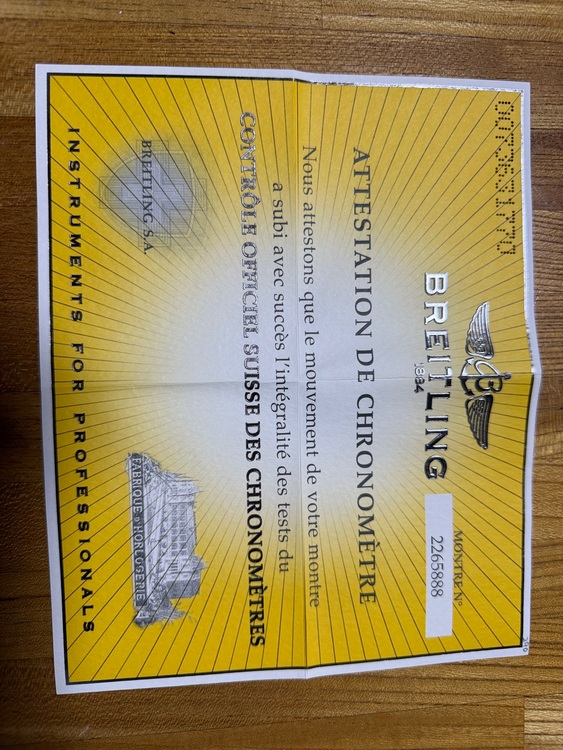 BREITLING
1884
MONTRE N°
2265888
ATTESTATION DE CHRONOMÈTRE
Nous attestons que le mouvement de votre montre
a subi avec succès l'intégralité des tests du
CONTRÔLE OFFICIEL SUISSE DES CHRONOMÈTRES
BREITLING S.A.
FABRIQUE D'HORLOGERIE
INSTRUMENTS FOR PROFESSIONALS